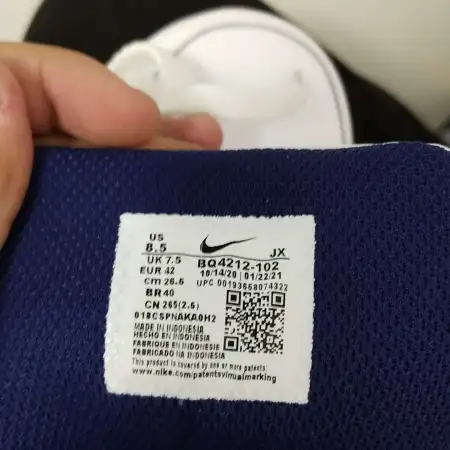 US
8.5
JX
UK 7.5
BQ4212-102
EUR 42
10/14/20 | 01/22/21
cm 26.5
UPC 00193658074322
BR 40
CN 265(2.5)
018CSPNAKA0H2
MADE IN INDONESIA
HECHO EN INDONESIA
FABRIQUE EN INDONESIE
FABRICADO NA INDONESIA
This product is covered by one or more patents:
www.nike.com/patentsvirtualmarking